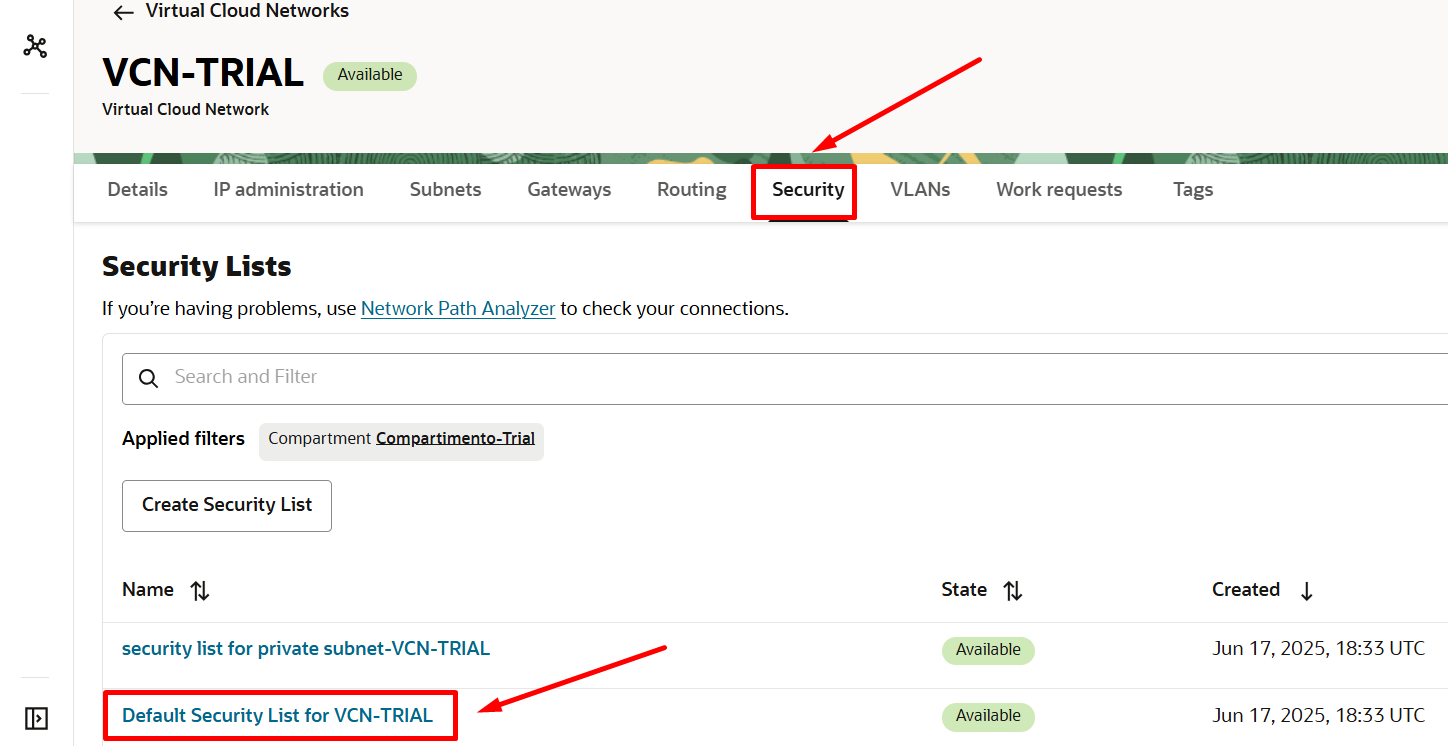 Virtual Cloud Networks
VCN-TRIAL Available
Virtual Cloud Network
Details IP administration Subnets Gateways Routing Security VLANs Work requests Tags
Security Lists
If you’re having problems, use Network Path Analyzer to check your connections.
Search and Filter
Applied filters Compartment Compartimento-Trial
Create Security List
Name State Created
security list for private subnet-VCN-TRIAL Available Jun 17, 2025, 18:33 UTC
Default Security List for VCN-TRIAL Available Jun 17, 2025, 18:33 UTC